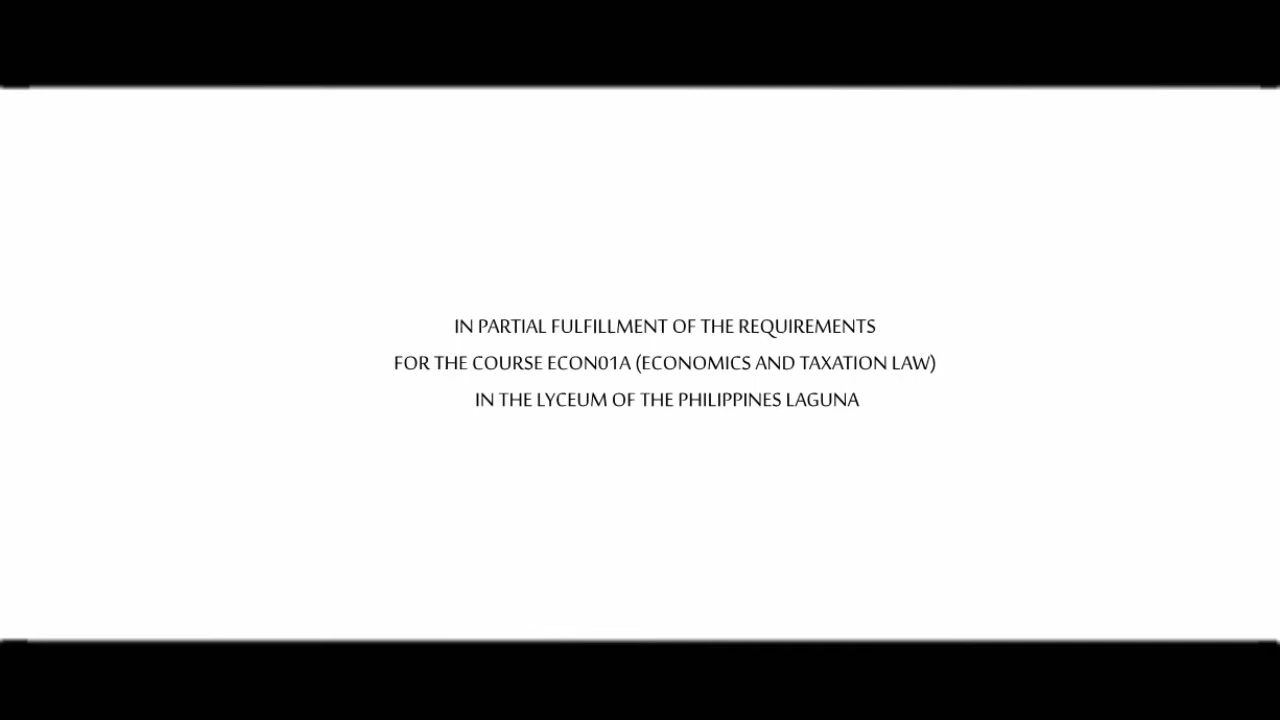 IN PARTIAL FULFILLMENT OF THE REQUIREMENTS
FOR THE COURSE ECON01A (ECONOMICS AND TAXATION LAW)
IN THE LYCEUM OF THE PHILIPPINES LAGUNA